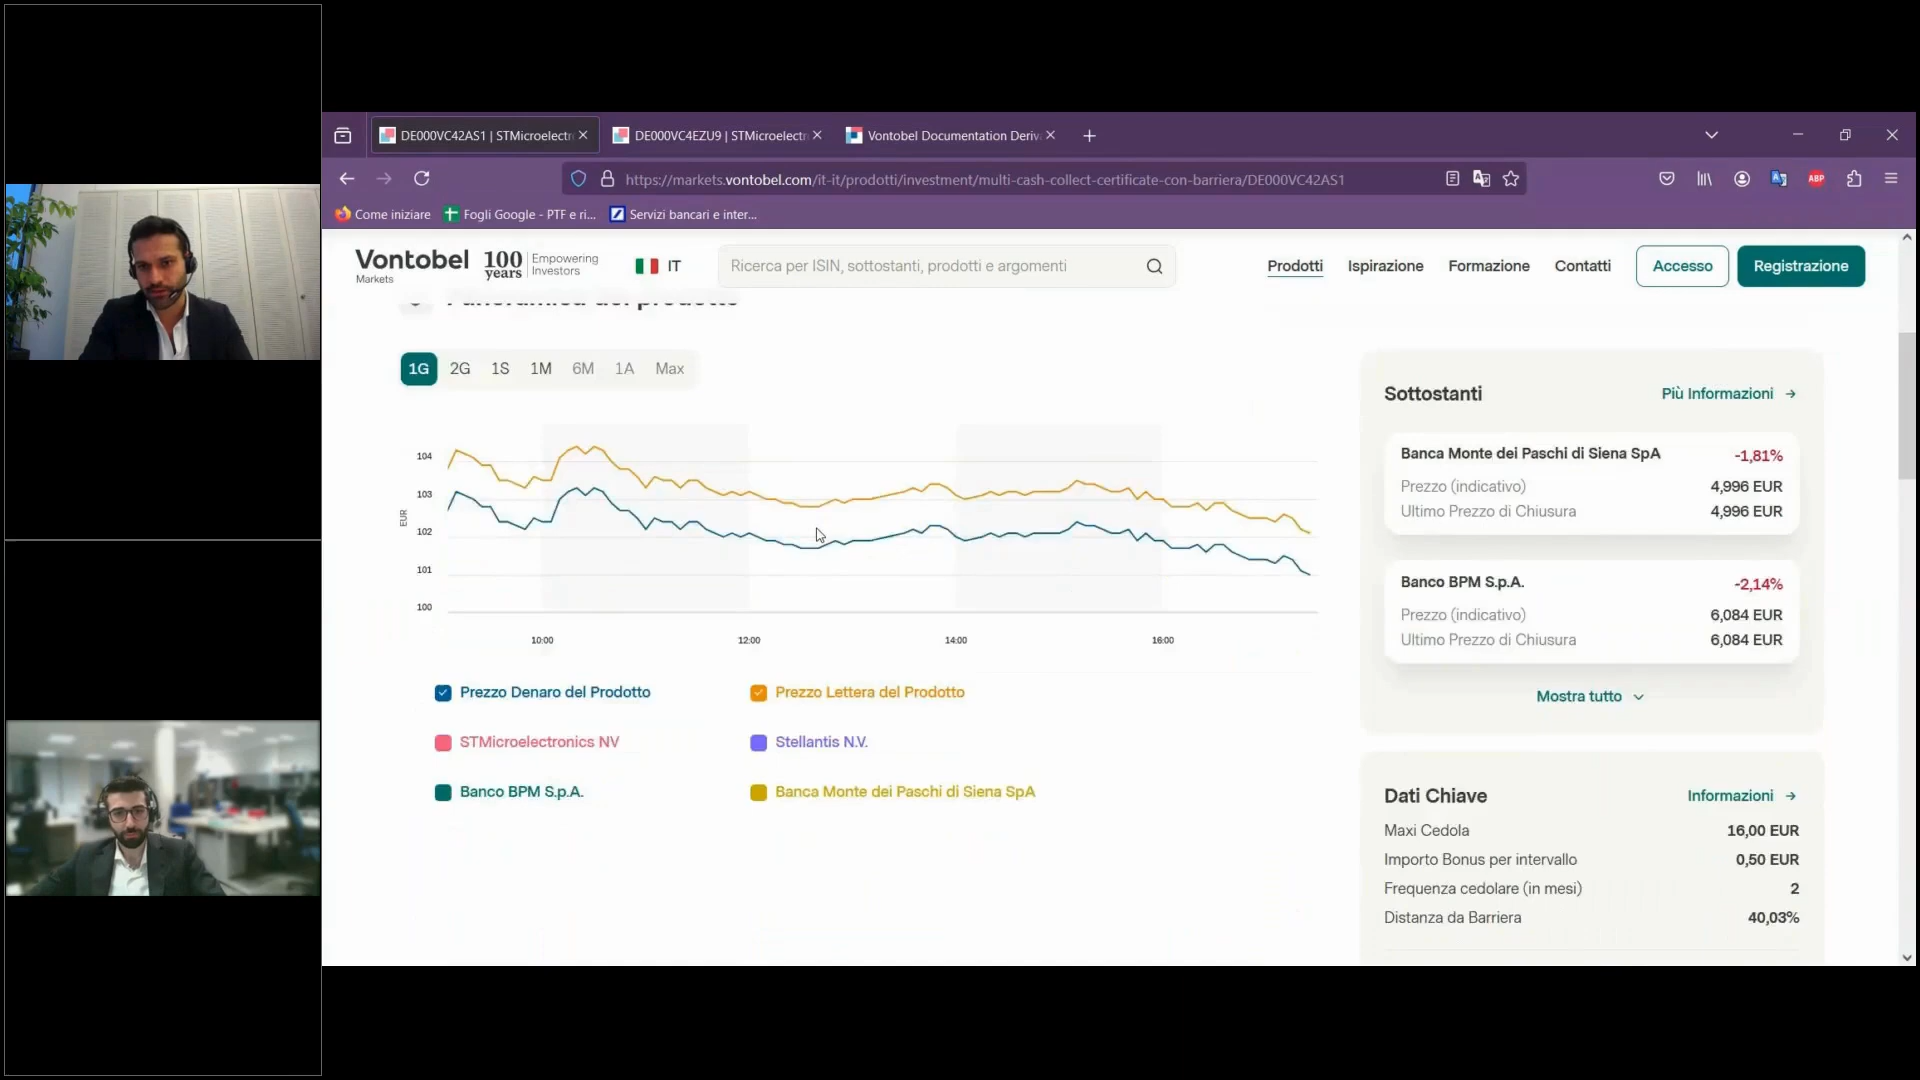 DE000VC42AS1 | STMicroelectr
DE000VC4EZU9 | STMicroelectr
Vontobel Documentation Deriv
https://markets.vontobel.com/it-it/prodotti/investment/multi-cash-collect-certificate-con-barriera/DE000VC42AS1
ABP
Come iniziare
Fogli Google - PTF e ri...
Servizi bancari e inter...
Vontobel
Markets
100 years
Empowering Investors
IT
Ricerca per ISIN, sottostanti, prodotti e argomenti
Prodotti
Ispirazione
Formazione
Contatti
Accesso
Registrazione
Panoramica del prodotto
1G 2G 1S 1M 6M 1A Max
EUR
104
103
102
101
100
10:00 12:00 14:00 16:00
Prezzo Denaro del Prodotto
Prezzo Lettera del Prodotto
STMicroelectronics NV
Stellantis N.V.
Banco BPM S.p.A.
Banca Monte dei Paschi di Siena SpA
Sottostanti
Più Informazioni
Banca Monte dei Paschi di Siena SpA -1,81%
Prezzo (indicativo) 4,996 EUR
Ultimo Prezzo di Chiusura 4,996 EUR
Banco BPM S.p.A. -2,14%
Prezzo (indicativo) 6,084 EUR
Ultimo Prezzo di Chiusura 6,084 EUR
Mostra tutto
Dati Chiave
Informazioni
Maxi Cedola 16,00 EUR
Importo Bonus per intervallo 0,50 EUR
Frequenza cedolare (in mesi) 2
Distanza da Barriera 40,03%